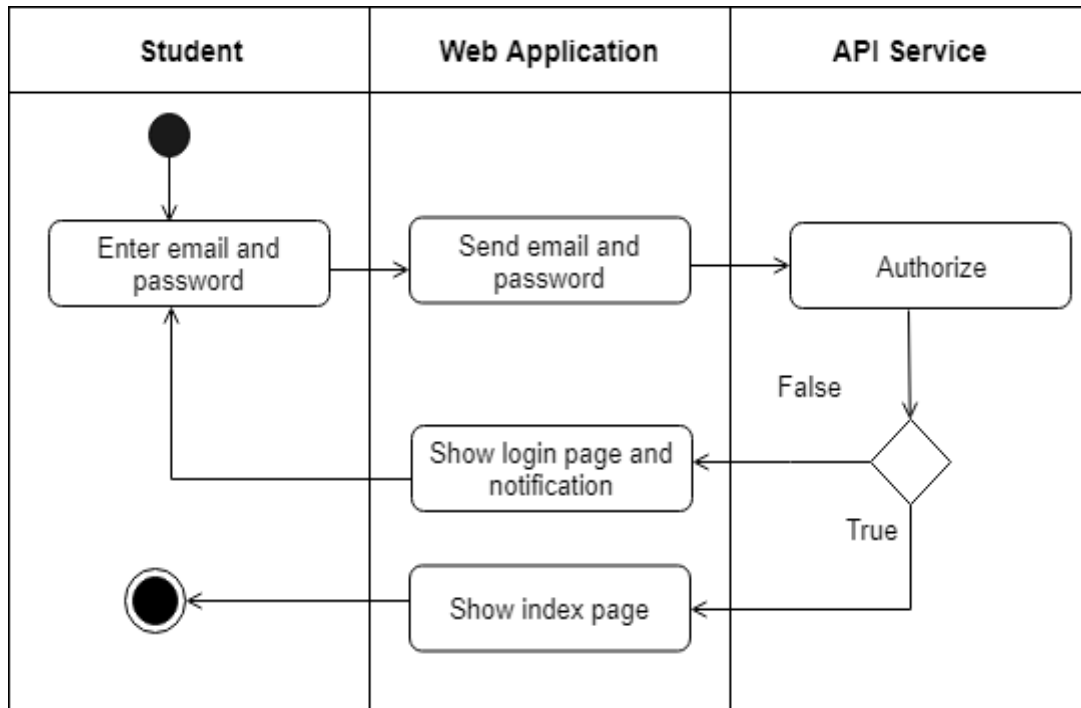 Student
Web Application
API Service
Enter email and
password
Send email and
password
Authorize
False
Show login page and
notification
True
Show index page